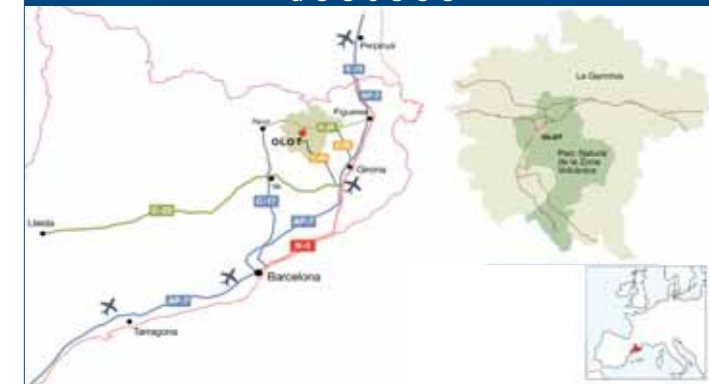 Perpinyà
AP-7
Figueres
Ripoll
OLOT
Girona
Vic
C-25
C-17
Lleida
AP-7
N-II
Barcelona
AP-7
Tarragona
La Garrotxa
OLOT
Parc Natural
de la Zona
Volcànica